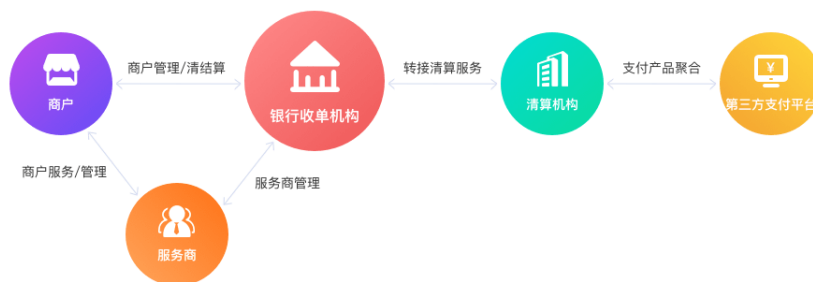 商户管理/清结算
转接清算服务
支付产品聚合
商户
银行收单机构
清算机构
第三方支付平台
商户服务/管理
服务商管理
服务商
¥